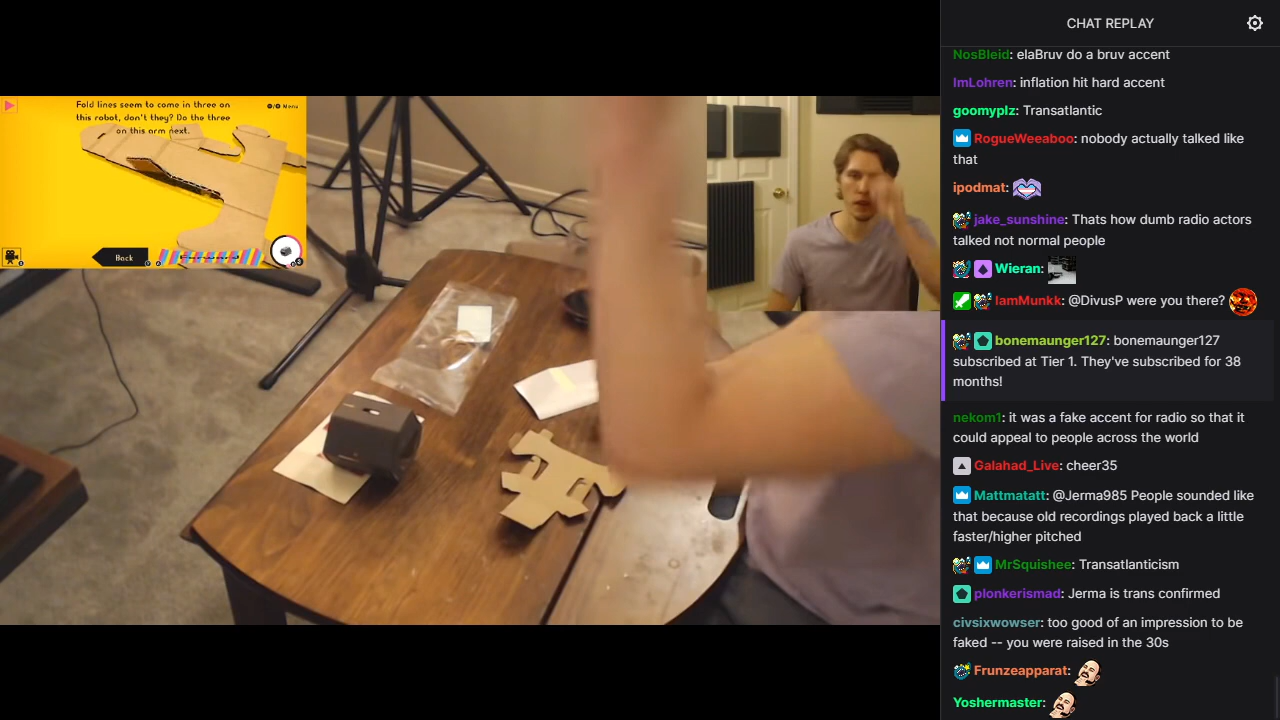 Fold lines seem to come in three on
this robot, don't they? Do the three
on this arm next.
Menu
Back
CHAT REPLAY
NosBleid: elaBruv do a bruv accent
ImLohren: inflation hit hard accent
goomyplz: Transatlantic
RogueWeeaboo: nobody actually talked like
that
ipodmat:
jake_sunshine: Thats how dumb radio actors
talked not normal people
Wieran:
IamMunkk: @DivusP were you there?
bonemaunger127: bonemaunger127
subscribed at Tier 1. They've subscribed for 38
months!
nekom1: it was a fake accent for radio so that it
could appeal to people across the world
Galahad_Live: cheer35
Mattmatatt: @Jerma985 People sounded like
that because old recordings played back a little
faster/higher pitched
MrSquishee: Transatlanticism
plonkerismad: Jerma is trans confirmed
civsixwowser: too good of an impression to be
faked -- you were raised in the 30s
Frunzeapparat:
Yoshermaster: